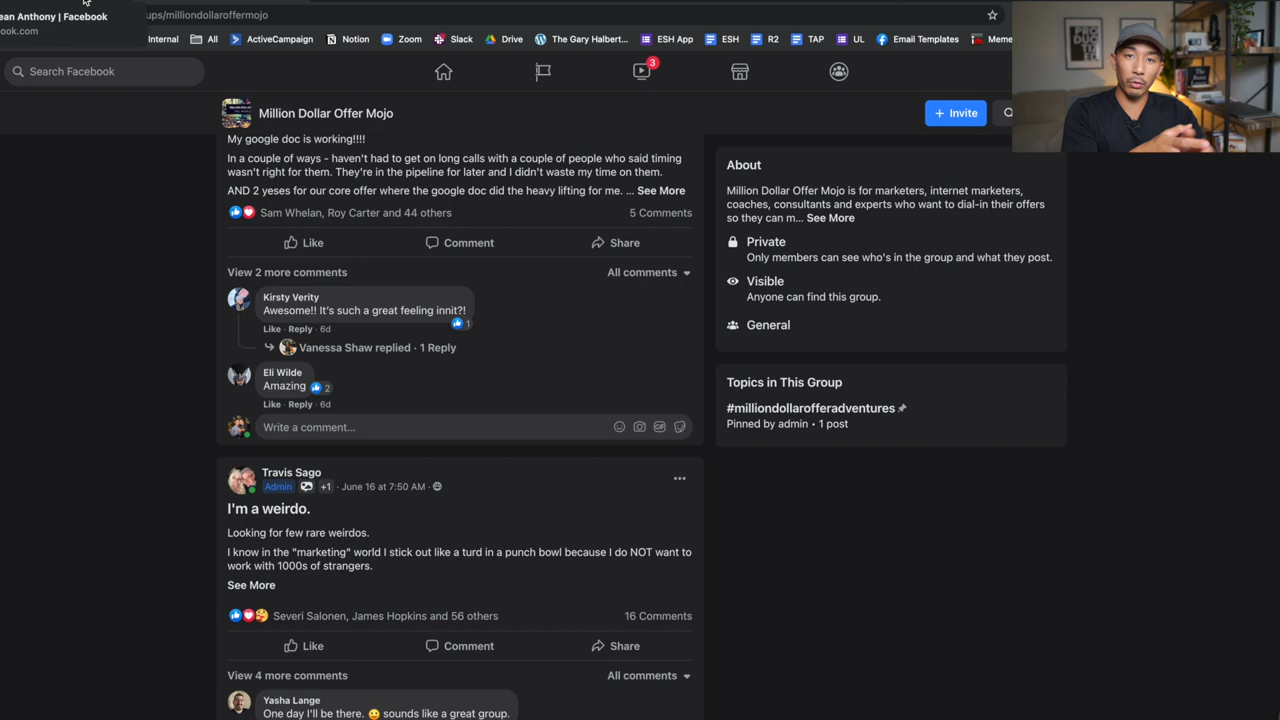 ean Anthony | Facebook
ook.com
ups/milliondollaroffermojo
Internal
All
ActiveCampaign
Notion
Zoom
Slack
Drive
The Gary Halbert...
ESH App
ESH
R2
TAP
UL
Email Templates
Meme
Search Facebook
3
Million Dollar Offer Mojo
+ Invite
My google doc is working!!!!
In a couple of ways - haven't had to get on long calls with a couple of people who said timing
wasn't right for them. They're in the pipeline for later and I didn't waste my time on them.
AND 2 yeses for our core offer where the google doc did the heavy lifting for me. ... See More
Sam Whelan, Roy Carter and 44 others
5 Comments
Like
Comment
Share
View 2 more comments
All comments
Kirsty Verity
Awesome!! It's such a great feeling innit?!
1
Like · Reply · 6d
Vanessa Shaw replied · 1 Reply
Eli Wilde
Amazing
2
Like · Reply · 6d
Write a comment...
GIF
Travis Sago
Admin
+1 · June 16 at 7:50 AM ·
I'm a weirdo.
Looking for few rare weirdos.
I know in the "marketing" world I stick out like a turd in a punch bowl because I do NOT want to
work with 1000s of strangers.
See More
Severi Salonen, James Hopkins and 56 others
16 Comments
Like
Comment
Share
View 4 more comments
All comments
Yasha Lange
One day I'll be there. sounds like a great group.
About
Million Dollar Offer Mojo is for marketers, internet marketers,
coaches, consultants and experts who want to dial-in their offers
so they can m... See More
Private
Only members can see who's in the group and what they post.
Visible
Anyone can find this group.
General
Topics in This Group
#milliondollarofferadventures
Pinned by admin • 1 post